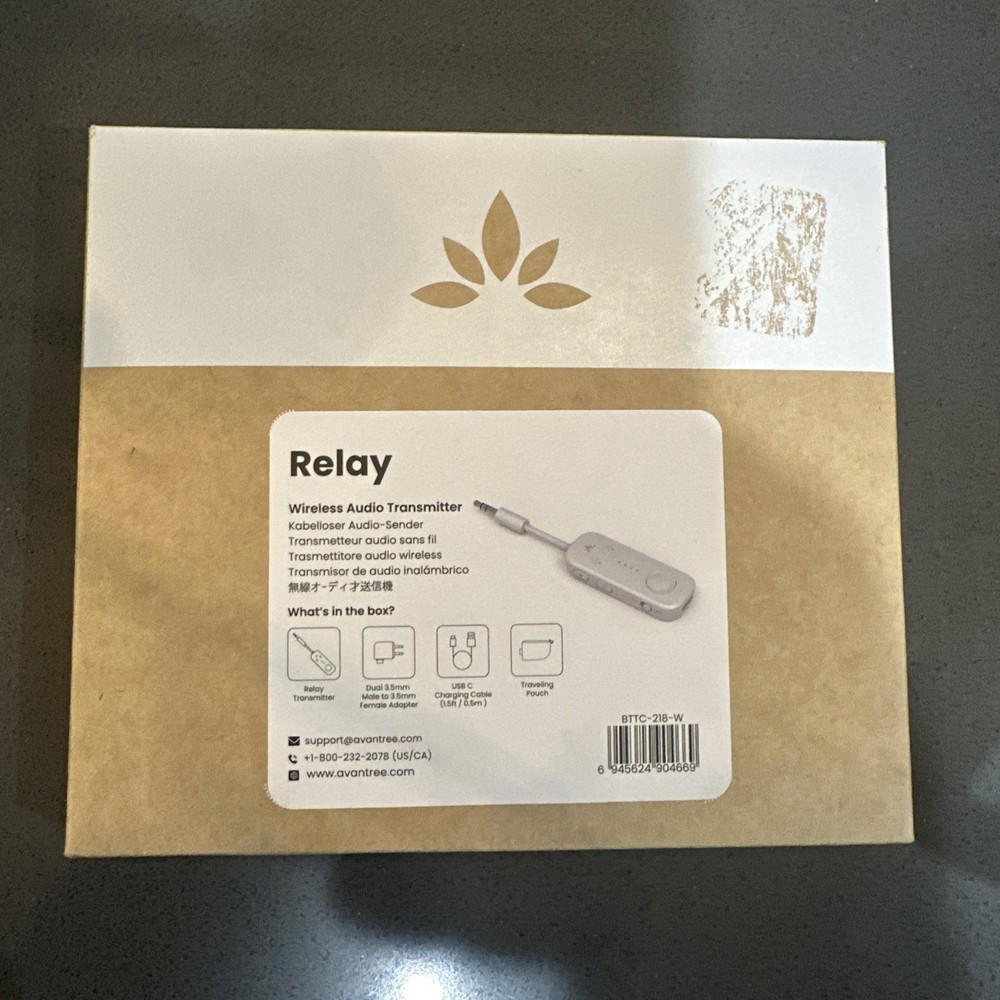 Relay
Wireless Audio Transmitter
Kabelloser Audio-Sender
Transmetteur audio sans fil
Trasmettitore audio wireless
Transmisor de audio inalámbrico
無線オ-ディオ送信機
What's in the box?
Relay
Transmitter
Dual 3.5mm
Male to 3.5mm
Female Adapter
USB C
Charging Cable
(1.5ft / 0.5m )
Traveling
Pouch
support@avantree.com
+1-800-232-2078 (US/CA)
www.avantree.com
BTTC-218-W
6 945624 904669